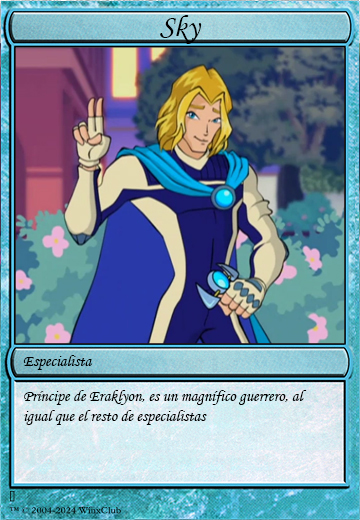 Sky
Especialista
Príncipe de Eraklyon, es un magnífico guerrero, al
igual que el resto de especialistas
™ © 2004-2024 WinxClub